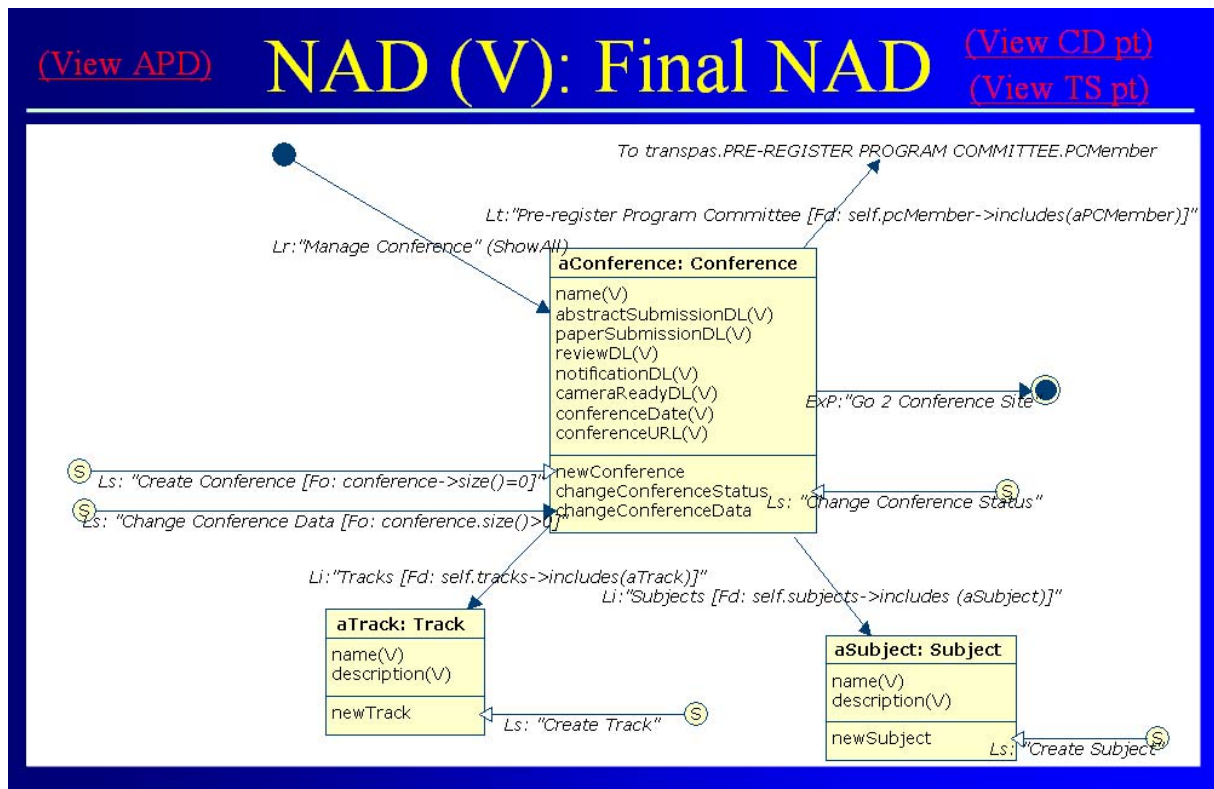 (View APD)
NAD (V): Final NAD
(View CD pt)
(View TS pt)
To transpas.PRE-REGISTER PROGRAM COMMITTEE.PCMember
Lt:"Pre-register Program Committee [Fd: self.pcMember->includes(aPCMember)]"
Lr:"Manage Conference" (ShowAll)
aConference: Conference
name(V)
abstractSubmissionDL(V)
paperSubmissionDL(V)
reviewDL(V)
notificationDL(V)
cameraReadyDL(V)
conferenceDate(V)
conferenceURL(V)
ExP:"Go 2 Conference Site"
newConference
changeConferenceStatus
changeConferenceData
S
Ls: "Create Conference [Fo: conference->size()=0]"
S
Ls: "Change Conference Data [Fo: conference.size()>0]"
S
Ls: "Change Conference Status"
Li:"Tracks [Fd: self.tracks->includes(aTrack)]"
Li:"Subjects [Fd: self.subjects->includes (aSubject)]"
aTrack: Track
name(V)
description(V)
newTrack
S
Ls: "Create Track"
aSubject: Subject
name(V)
description(V)
newSubject
S
Ls: "Create Subject"